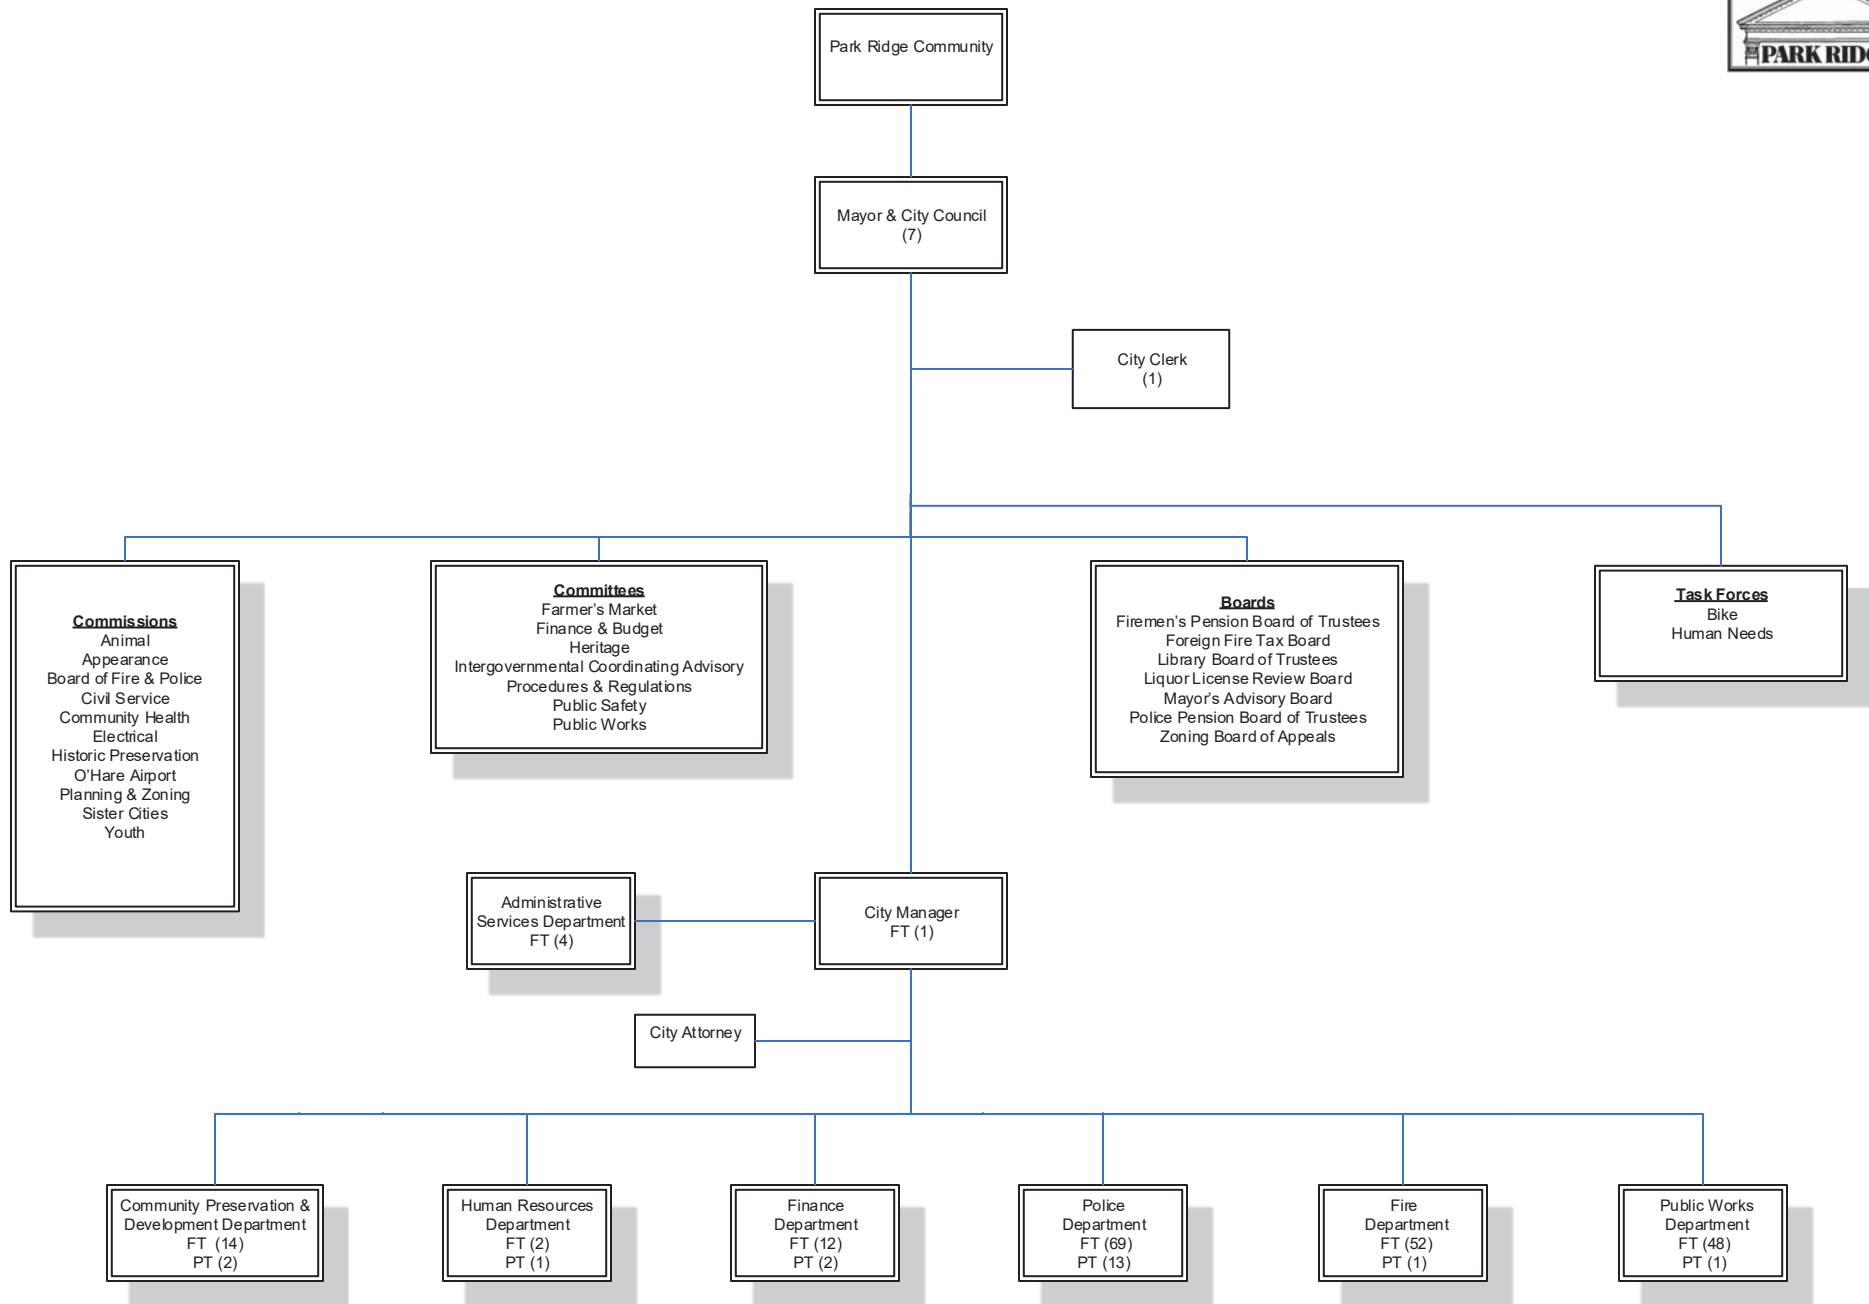 PARK RIDG
Park Ridge Community
Mayor & City Council
(7)
City Clerk
(1)
Commissions
Animal
Appearance
Board of Fire & Police
Civil Service
Community Health
Electrical
Historic Preservation
O'Hare Airport
Planning & Zoning
Sister Cities
Youth
Committees
Farmer's Market
Finance & Budget
Heritage
Intergovernmental Coordinating Advisory
Procedures & Regulations
Public Safety
Public Works
Boards
Firemen's Pension Board of Trustees
Foreign Fire Tax Board
Library Board of Trustees
Liquor License Review Board
Mayor's Advisory Board
Police Pension Board of Trustees
Zoning Board of Appeals
Task Forces
Bike
Human Needs
Administrative
Services Department
FT (4)
City Manager
FT (1)
City Attorney
Community Preservation &
Development Department
FT (14)
PT (2)
Human Resources
Department
FT (2)
PT (1)
Finance
Department
FT (12)
PT (2)
Police
Department
FT (69)
PT (13)
Fire
Department
FT (52)
PT (1)
Public Works
Department
FT (48)
PT (1)